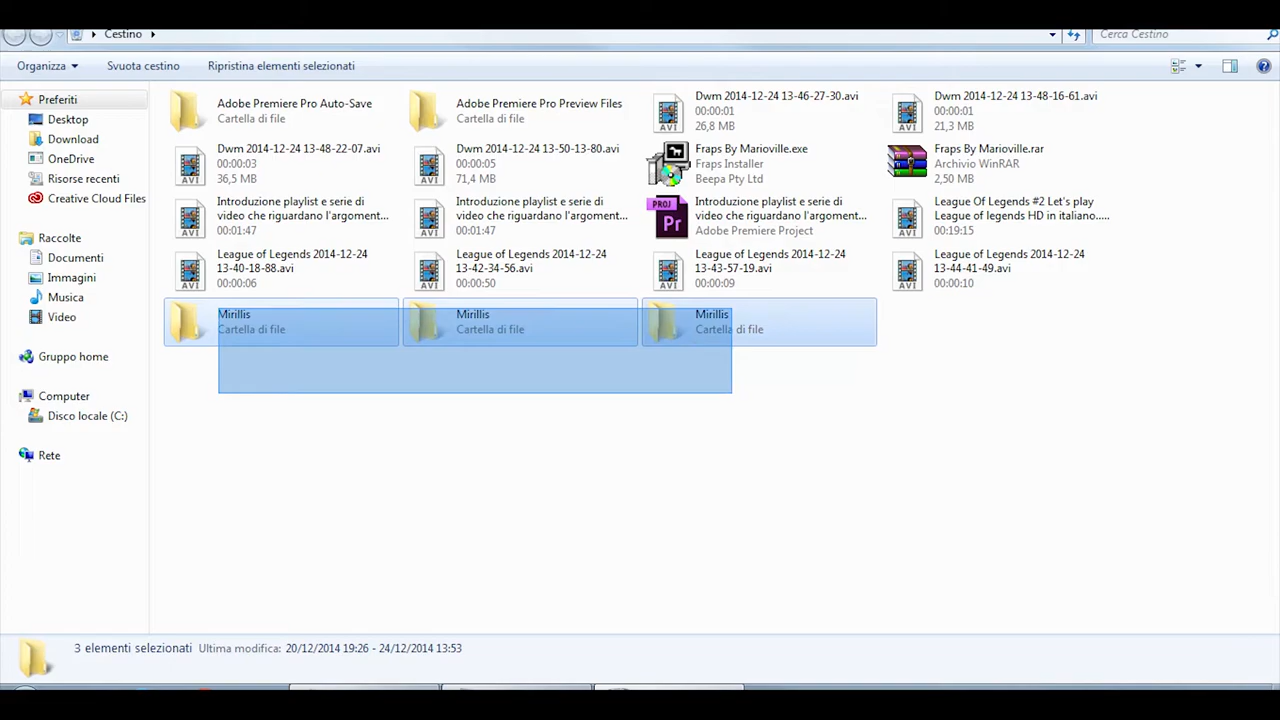 Cestino
Cerca Cestino
Organizza
Svuota cestino
Ripristina elementi selezionati
Preferiti
Desktop
Download
OneDrive
Risorse recenti
Creative Cloud Files
Raccolte
Documenti
Immagini
Musica
Video
Gruppo home
Computer
Disco locale (C:)
Rete
Adobe Premiere Pro Auto-Save
Cartella di file
Adobe Premiere Pro Preview Files
Cartella di file
Dwm 2014-12-24 13-46-27-30.avi
00:00:01
26,8 MB
AVI
Dwm 2014-12-24 13-48-16-61.avi
00:00:01
21,3 MB
AVI
Dwm 2014-12-24 13-48-22-07.avi
00:00:03
36,5 MB
AVI
Dwm 2014-12-24 13-50-13-80.avi
00:00:05
71,4 MB
AVI
Fraps By Marioville.exe
Fraps Installer
Beepa Pty Ltd
Fraps By Marioville.rar
Archivio WinRAR
2,50 MB
Introduzione playlist e serie di
video che riguardano l'argoment...
00:01:47
AVI
Introduzione playlist e serie di
video che riguardano l'argoment...
00:01:47
AVI
PROJ
Pr
Introduzione playlist e serie di
video che riguardano l'argoment...
Adobe Premiere Project
League Of Legends #2 Let's play
League of legends HD in italiano.....
00:19:15
AVI
League of Legends 2014-12-24
13-40-18-88.avi
00:00:06
AVI
League of Legends 2014-12-24
13-42-34-56.avi
00:00:50
AVI
League of Legends 2014-12-24
13-43-57-19.avi
00:00:09
AVI
League of Legends 2014-12-24
13-44-41-49.avi
00:00:10
AVI
Mirillis
Cartella di file
Mirillis
Cartella di file
Mirillis
Cartella di file
3 elementi selezionati
Ultima modifica: 20/12/2014 19:26 - 24/12/2014 13:53